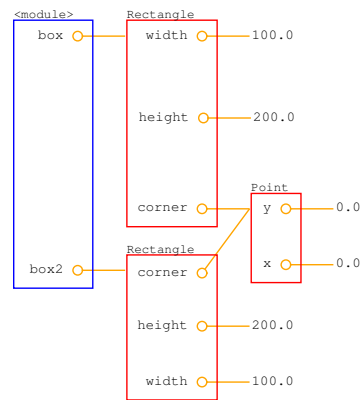 <module>
Rectangle
box
width
100.0
height
200.0
Point
corner
y
0.0
Rectangle
x
0.0
box2
corner
height
200.0
width
100.0